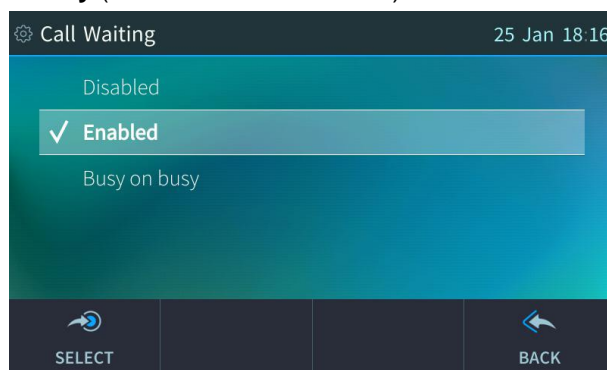 Call Waiting 25 Jan 18:16
Disabled
✓ Enabled
Busy on busy
SELECT BACK